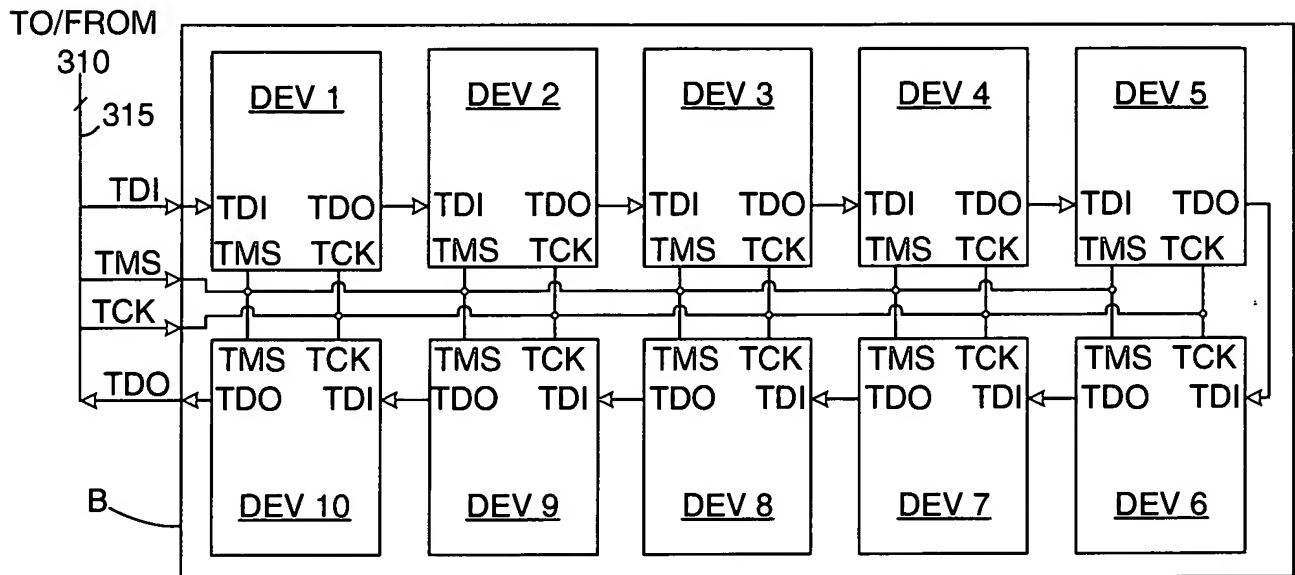 TO/FROM
310
315
DEV 1 DEV 2 DEV 3 DEV 4 DEV 5
TDI TDI TDO TDI TDO TDI TDO TDI TDO TDI TDO
TMS TCK TMS TCK TMS TCK TMS TCK TMS TCK
TMS
TCK
TMS TCK TMS TCK TMS TCK TMS TCK TMS TCK
TDO TDO TDI TDO TDI TDO TDI TDO TDI TDO TDI
B DEV 10 DEV 9 DEV 8 DEV 7 DEV 6